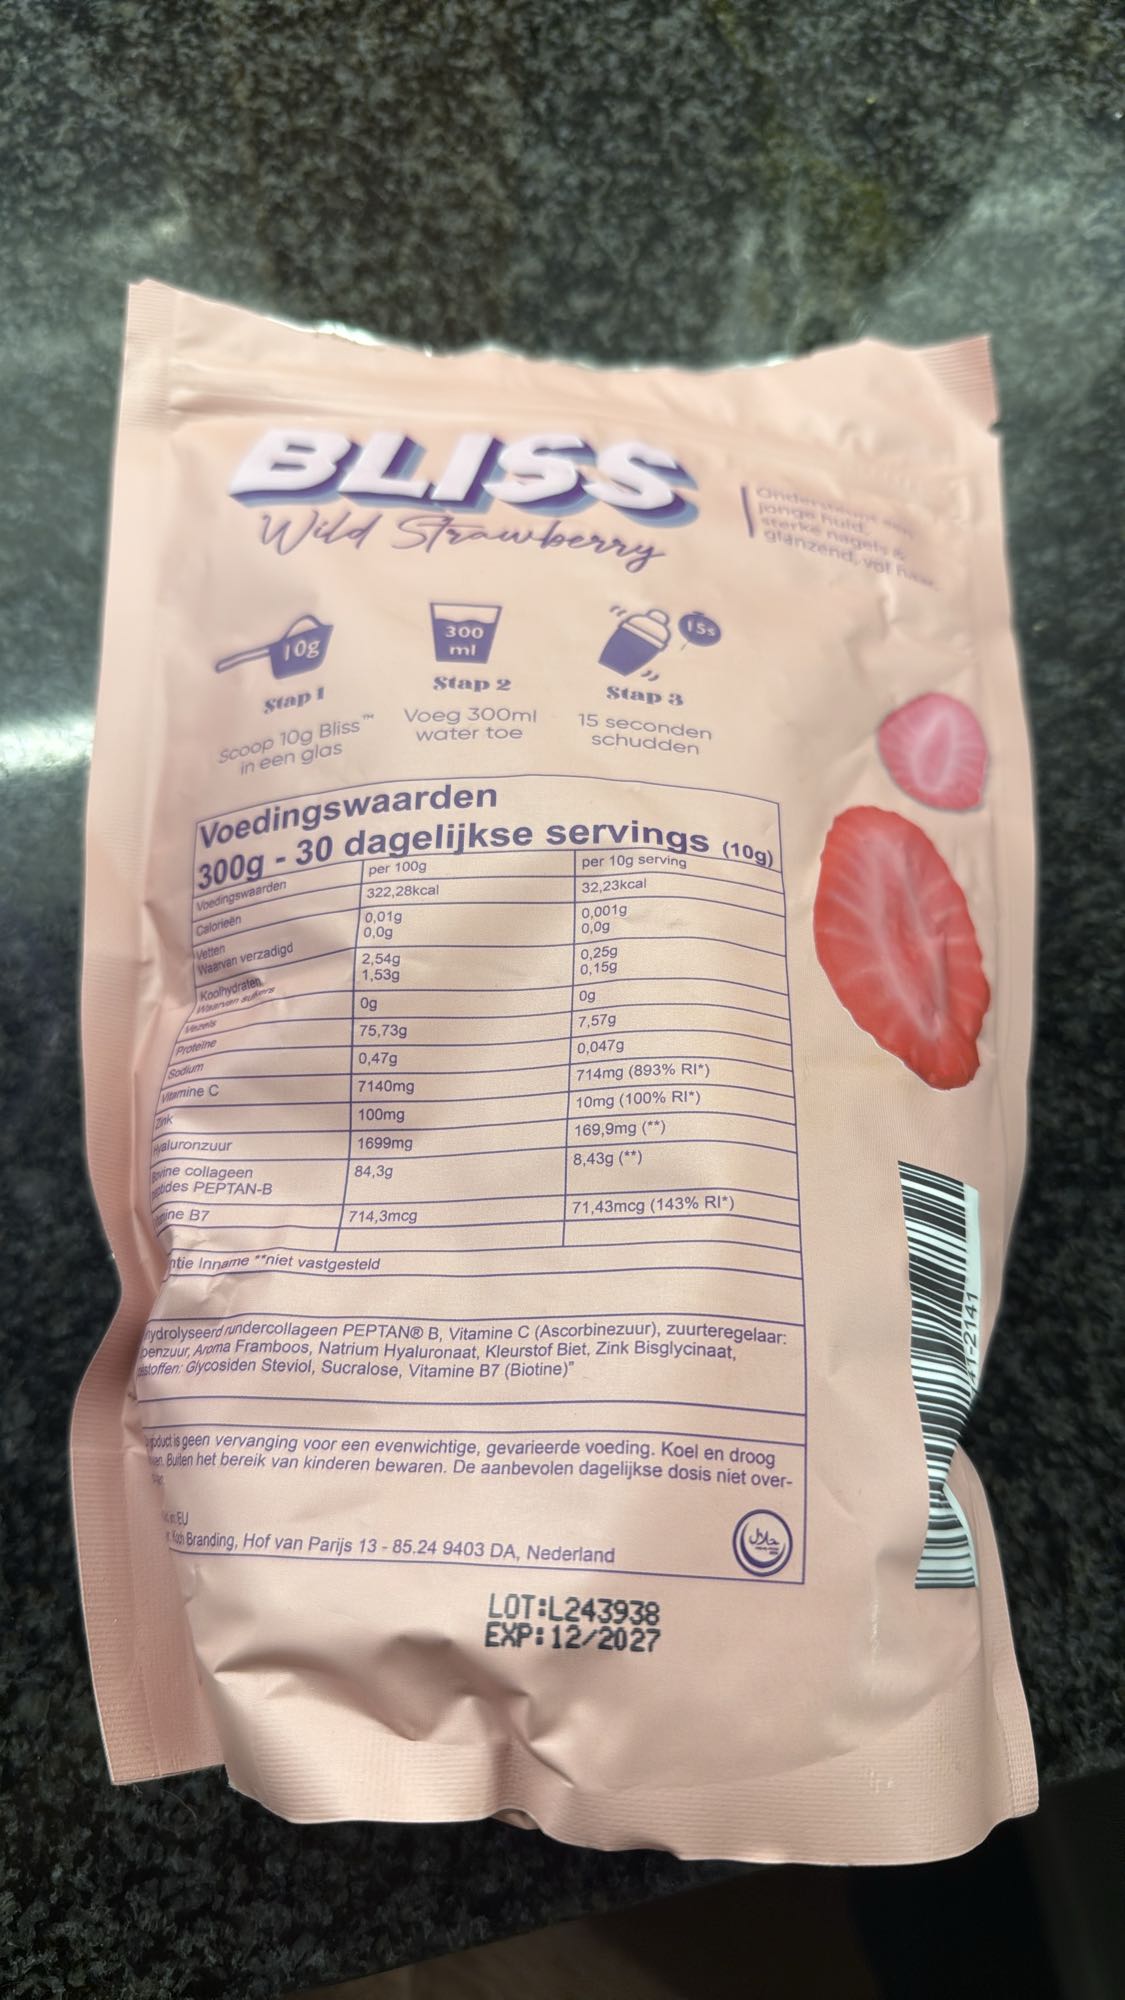 BLISS
Wild Strawberry
Ondersteunt een
jonge huid,
sterke nagels &
glanzend, vol haar
10g
300
ml
15s
Stap 1
Stap 2
Stap 3
Scoop 10g Bliss™
in een glas
Voeg 300ml
water toe
15 seconden
schudden
Voedingswaarden
300g - 30 dagelijkse servings (10g)
Voedingswaarden per 100g per 10g serving
Calorieën 322,28kcal 32,23kcal
Vetten 0,01g 0,001g
Waarvan verzadigd 0,0g 0,0g
Koolhydraten 2,54g 0,25g
Waarvan suikers 1,53g 0,15g
Vezels 0g 0g
Proteïne 75,73g 7,57g
Sodium 0,47g 0,047g
Vitamine C 7140mg 714mg (893% RI*)
Zink 100mg 10mg (100% RI*)
Hyaluronzuur 1699mg 169,9mg (**)
Bovine collageen 84,3g 8,43g (**)
PEPTAN-B
B7 714,3mcg 71,43mcg (143% RI*)
Inname **niet vastgesteld
rundercollageen PEPTAN® B, Vitamine C (Ascorbinezuur), zuurteregelaar:
Aroma Framboos, Natrium Hyaluronaat, Kleurstof Biet, Zink Bisglycinaat,
Glycosiden Steviol, Sucralose, Vitamine B7 (Biotine)"
is geen vervanging voor een evenwichtige, gevarieerde voeding. Koel en droog
Buiten het bereik van kinderen bewaren. De aanbevolen dagelijkse dosis niet over-
in EU
Koh Branding, Hof van Parijs 13 - 85.24 9403 DA, Nederland
حلال
41-2141
LOT:L243938
EXP:12/2027